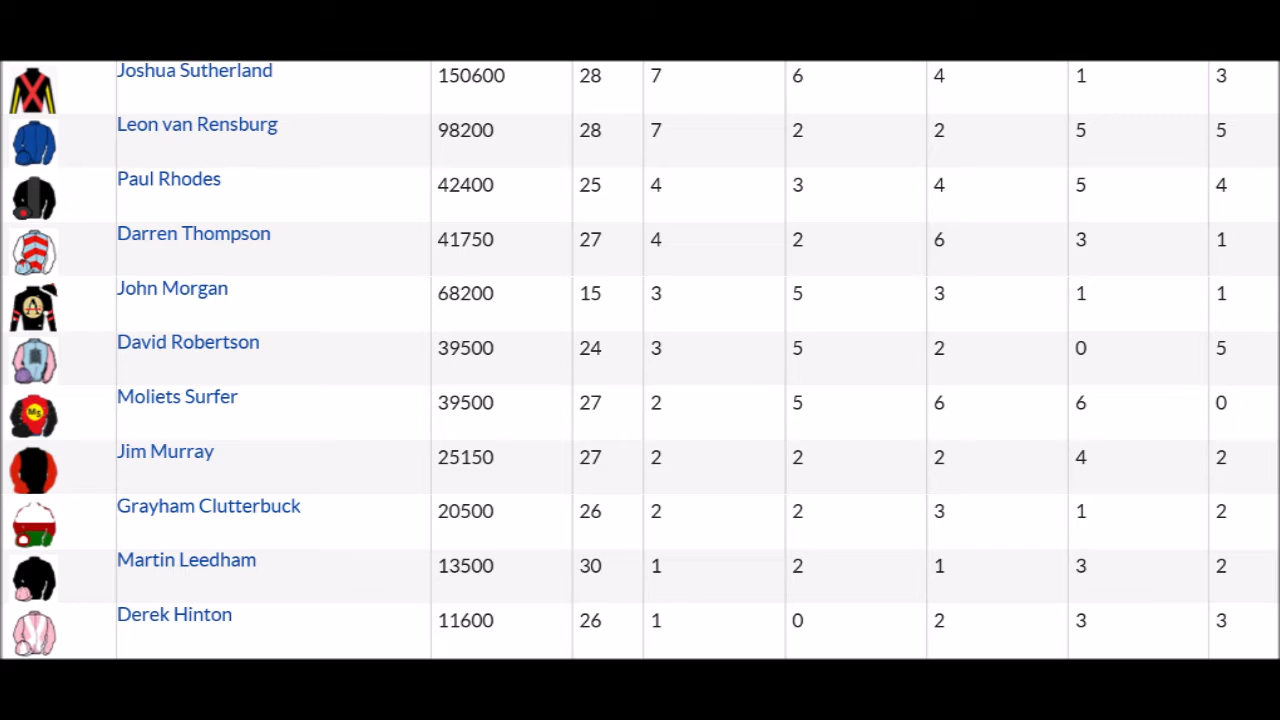 Joshua Sutherland 150600 28 7 6 4 1 3
Leon van Rensburg 98200 28 7 2 2 5 5
Paul Rhodes 42400 25 4 3 4 5 4
Darren Thompson 41750 27 4 2 6 3 1
John Morgan 68200 15 3 5 3 1 1
David Robertson 39500 24 3 5 2 0 5
Moliets Surfer 39500 27 2 5 6 6 0
MS
Jim Murray 25150 27 2 2 2 4 2
Grayham Clutterbuck 20500 26 2 2 3 1 2
Martin Leedham 13500 30 1 2 1 3 2
Derek Hinton 11600 26 1 0 2 3 3